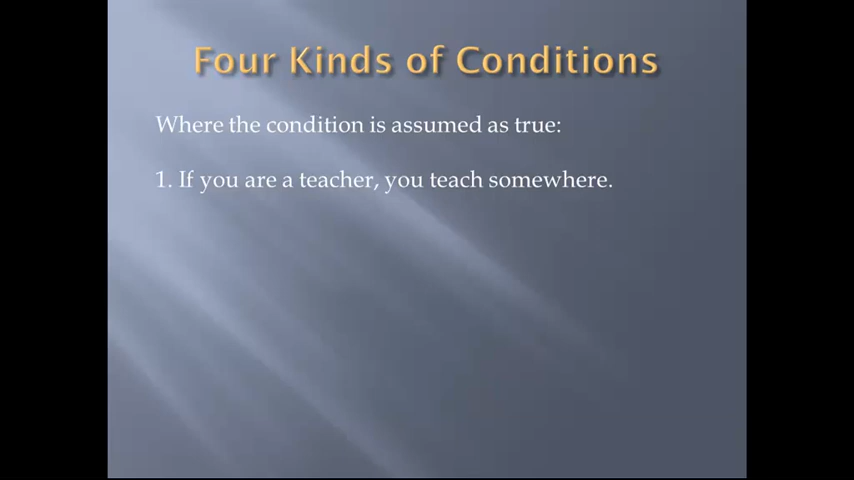 Four Kinds of Conditions
Where the condition is assumed as true:
1. If you are a teacher, you teach somewhere.